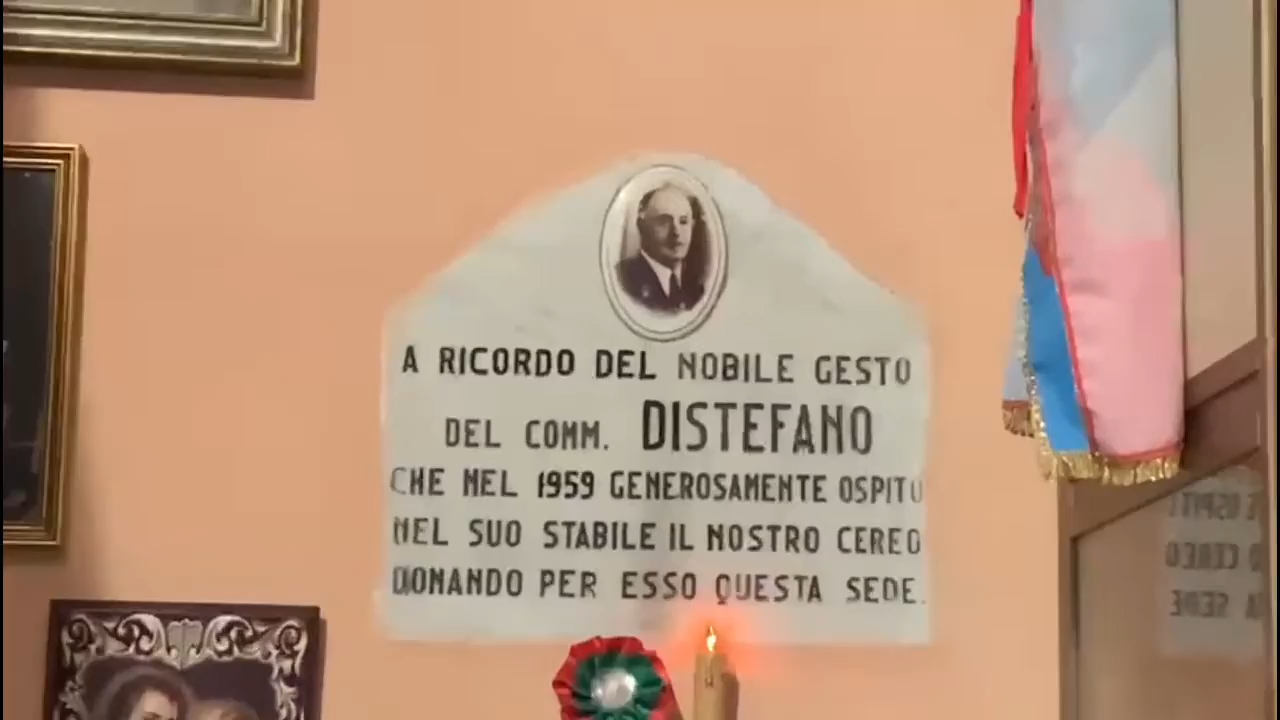 A RICORDO DEL NOBILE GESTO
DEL COMM. DISTEFANO
CHE NEL 1959 GENEROSAMENTE OSPITÒ
NEL SUO STABILE IL NOSTRO CEREO
DONANDO PER ESSO QUESTA SEDE.